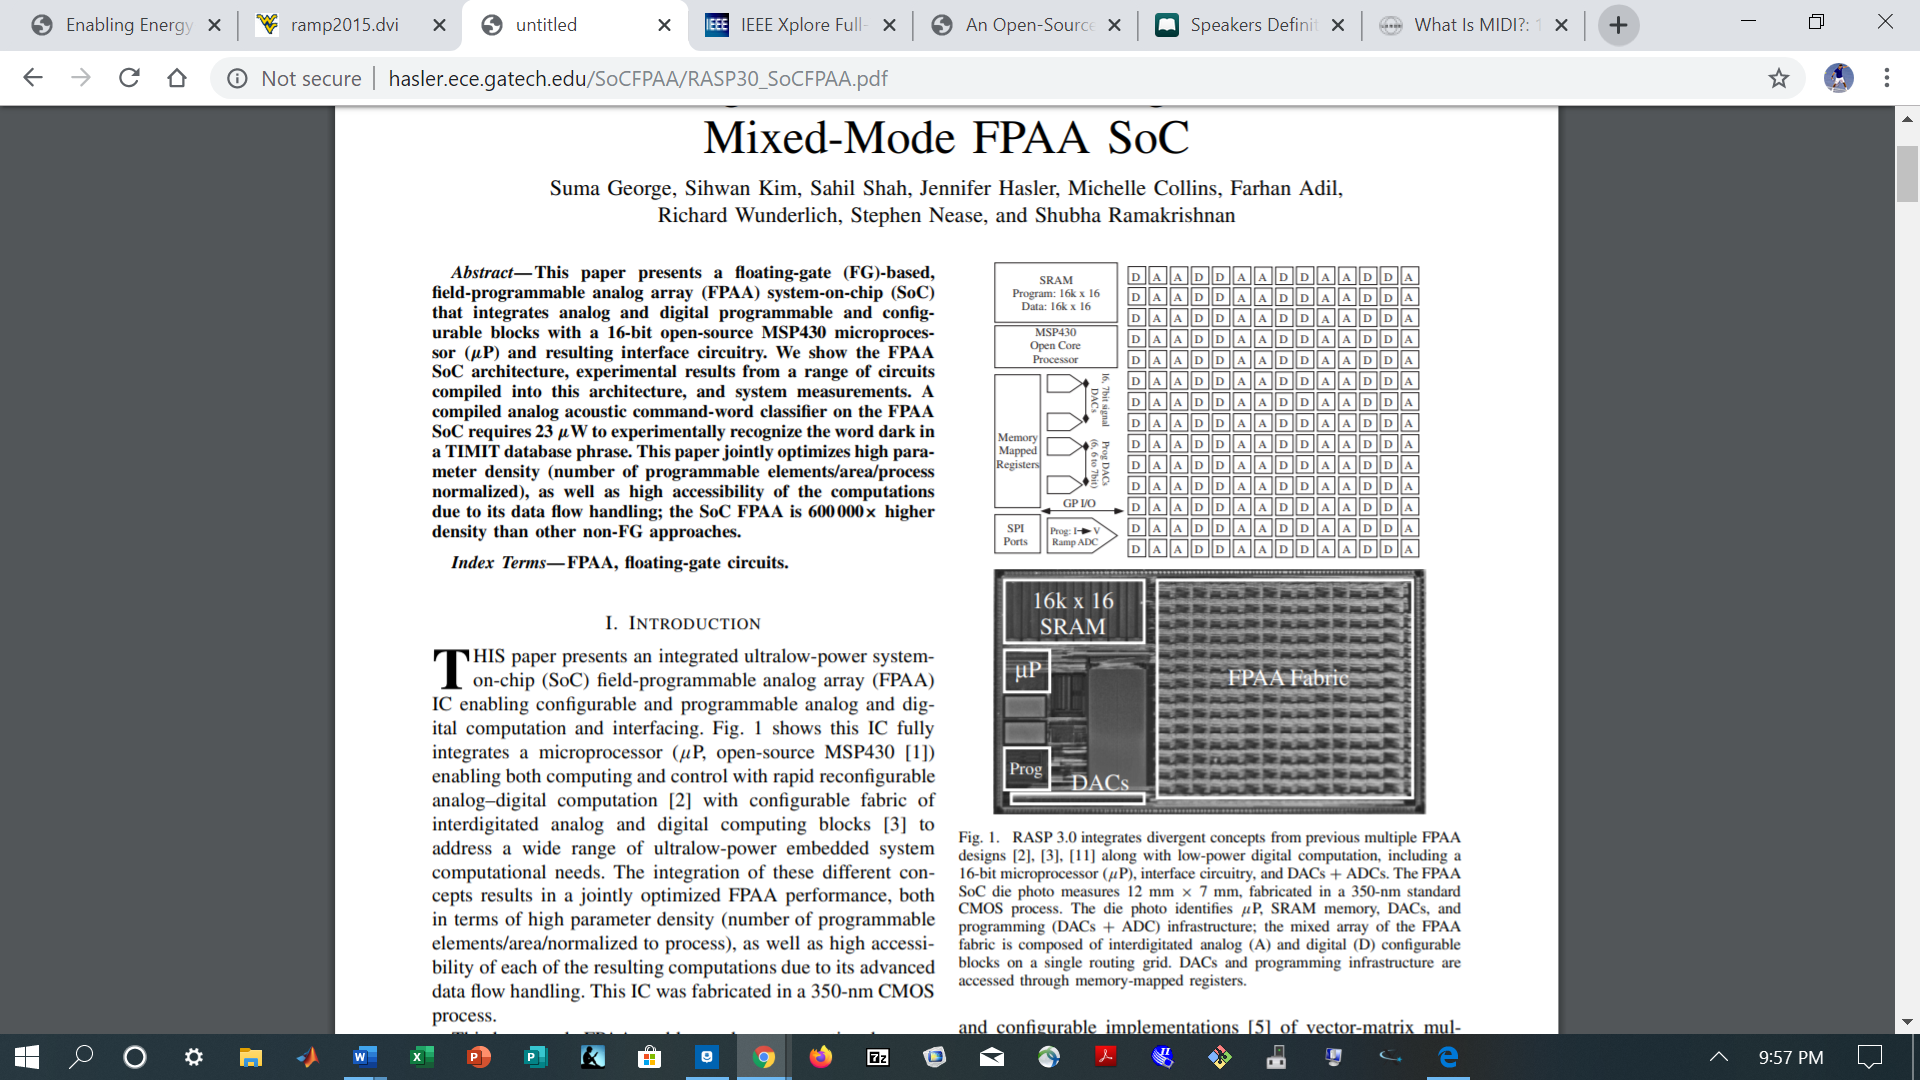 Enabling Energy
ramp2015.dvi
untitled
IEEE IEEE Xplore Full-
An Open-Source
Speakers Definit
What Is MIDI?: 1
Not secure | hasler.ece.gatech.edu/SoCFPAA/RASP30_SoCFPAA.pdf
Mixed-Mode FPAA SoC
Suma George, Sihwan Kim, Sahil Shah, Jennifer Hasler, Michelle Collins, Farhan Adil,
Richard Wunderlich, Stephen Nease, and Shubha Ramakrishnan
Abstract—This paper presents a floating-gate (FG)-based,
field-programmable analog array (FPAA) system-on-chip (SoC)
that integrates analog and digital programmable and config-
urable blocks with a 16-bit open-source MSP430 microproces-
sor (μP) and resulting interface circuitry. We show the FPAA
SoC architecture, experimental results from a range of circuits
compiled into this architecture, and system measurements. A
compiled analog acoustic command-word classifier on the FPAA
SoC requires 23 μW to experimentally recognize the word dark in
a TIMIT database phrase. This paper jointly optimizes high para-
meter density (number of programmable elements/area/process
normalized), as well as high accessibility of the computations
due to its data flow handling; the SoC FPAA is 600 000× higher
density than other non-FG approaches.
Index Terms—FPAA, floating-gate circuits.
I. INTRODUCTION
THIS paper presents an integrated ultralow-power system-
on-chip (SoC) field-programmable analog array (FPAA)
IC enabling configurable and programmable analog and dig-
ital computation and interfacing. Fig. 1 shows this IC fully
integrates a microprocessor (μP, open-source MSP430 [1])
enabling both computing and control with rapid reconfigurable
analog–digital computation [2] with configurable fabric of
interdigitated analog and digital computing blocks [3] to
address a wide range of ultralow-power embedded system
computational needs. The integration of these different con-
cepts results in a jointly optimized FPAA performance, both
in terms of high parameter density (number of programmable
elements/area/normalized to process), as well as high accessi-
bility of each of the resulting computations due to its advanced
data flow handling. This IC was fabricated in a 350-nm CMOS
process.
SRAM
Program: 16k x 16
Data: 16k x 16
MSP430
Open Core
Processor
Memory
Mapped
Registers
16, 7bit signal
DACs
Prog DACs
(6, 6 to 7bit)
GP I/O
SPI
Ports
Prog: I→V
Ramp ADC
D A A D D A A D D A A D D A
D A A D D A A D D A A D D A
D A A D D A A D D A A D D A
D A A D D A A D D A A D D A
D A A D D A A D D A A D D A
D A A D D A A D D A A D D A
D A A D D A A D D A A D D A
D A A D D A A D D A A D D A
D A A D D A A D D A A D D A
D A A D D A A D D A A D D A
D A A D D A A D D A A D D A
D A A D D A A D D A A D D A
D A A D D A A D D A A D D A
D A A D D A A D D A A D D A
16k x 16
SRAM
μP
Prog
DACs
FPAA Fabric
Fig. 1. RASP 3.0 integrates divergent concepts from previous multiple FPAA
designs [2], [3], [11] along with low-power digital computation, including a
16-bit microprocessor (μP), interface circuitry, and DACs + ADCs. The FPAA
SoC die photo measures 12 mm × 7 mm, fabricated in a 350-nm standard
CMOS process. The die photo identifies μP, SRAM memory, DACs, and
programming (DACs + ADC) infrastructure; the mixed array of the FPAA
fabric is composed of interdigitated analog (A) and digital (D) configurable
blocks on a single routing grid. DACs and programming infrastructure are
accessed through memory-mapped registers.
and configurable implementations [5] of vector-matrix mul-
9:57 PM